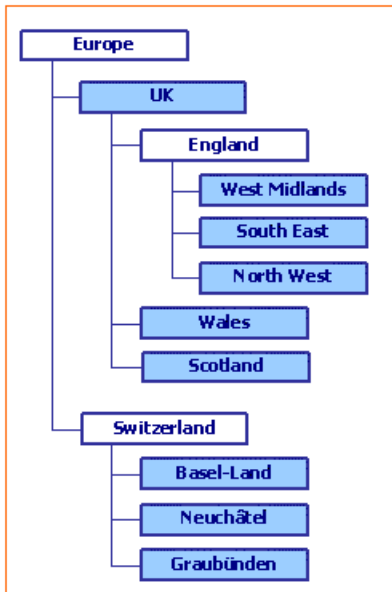 Europe
UK
England
West Midlands
South East
North West
Wales
Scotland
Switzerland
Basel-Land
Neuchâtel
Graubünden